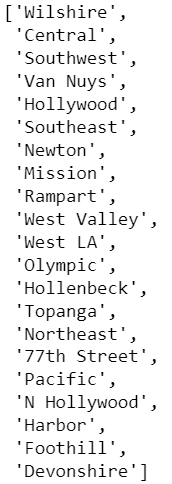 ['Wilshire',
'Central',
'Southwest',
'Van Nuys',
'Hollywood',
'Southeast',
'Newton',
'Mission',
'Rampart',
'West Valley',
'West LA',
'Olympic',
'Hollenbeck',
'Topanga',
'Northeast',
'77th Street',
'Pacific',
'N Hollywood',
'Harbor',
'Foothill',
'Devonshire']